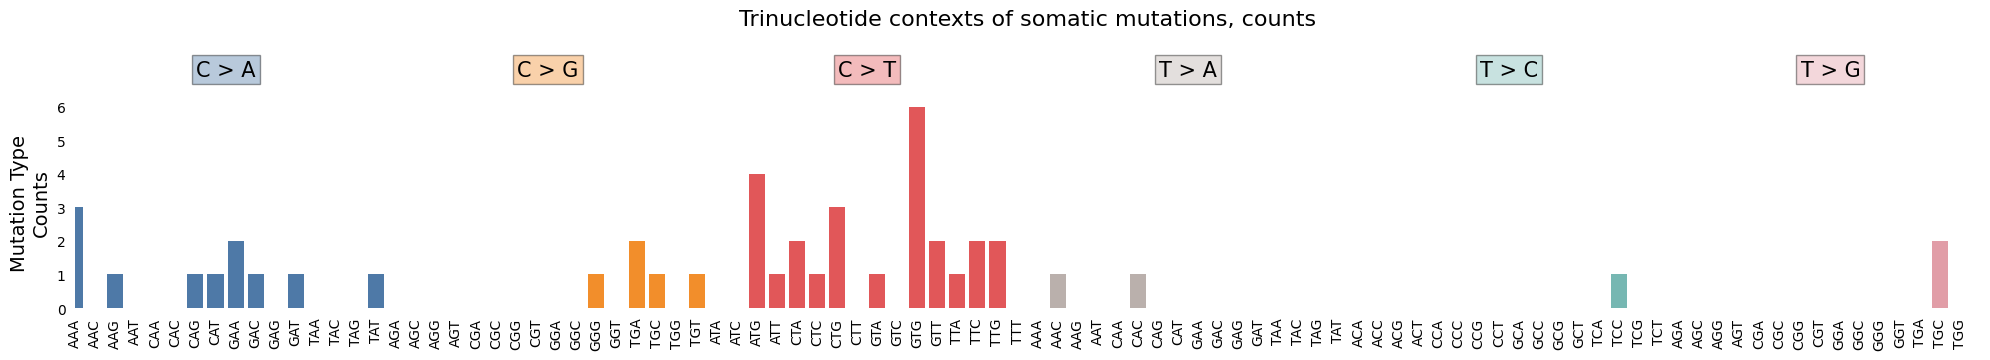 Trinucleotide contexts of somatic mutations, counts
C > A C > G C > T T > A T > C T > G
Mutation Type
Counts
6
5
4
3
2
1
0
AAA AAC AAG AAT CAA CAC CAG CAT GAA GAC GAG GAT TAA TAC TAG TAT AGA AGC AGG AGT CGA CGC CGG CGT GGA GGC GGG GGT TGA TGC TGG TGT ATA ATC ATG ATT CTA CTC CTG CTT GTA GTC GTG GTT TTA TTC TTG TTT AAA AAC AAG AAT CAA CAC CAG CAT GAA GAC GAG GAT TAA TAC TAG TAT ACA ACC ACG ACT CCA CCC CCG CCT GCA GCC GCG GCT TCA TCC TCG TCT AGA AGC AGG AGT CGA CGC CGG CGT GGA GGC GGG GGT TGA TGC TGG